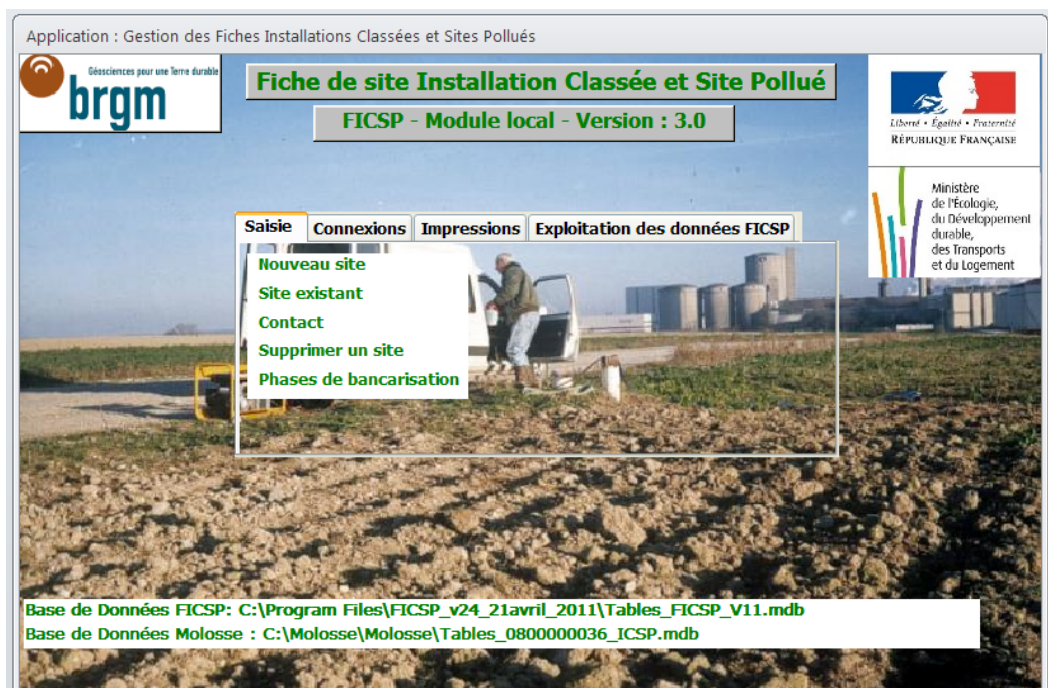 Application : Gestion des Fiches Installations Classées et Sites Pollués
Géosciences pour une Terre durable
brgm
Fiche de site Installation Classée et Site Pollué
FICSP - Module local - Version : 3.0
Liberté • Égalité • Fraternité
RÉPUBLIQUE FRANÇAISE
Ministère
de l'Écologie,
du Développement
durable,
des Transports
et du Logement
Saisie Connexions Impressions Exploitation des données FICSP
Nouveau site
Site existant
Contact
Supprimer un site
Phases de bancarisation
Base de Données FICSP: C:\Program Files\FICSP_v24_21avril_2011\Tables_FICSP_V11.mdb
Base de Données Molosse : C:\Molosse\Molosse\Tables_0800000036_ICSP.mdb